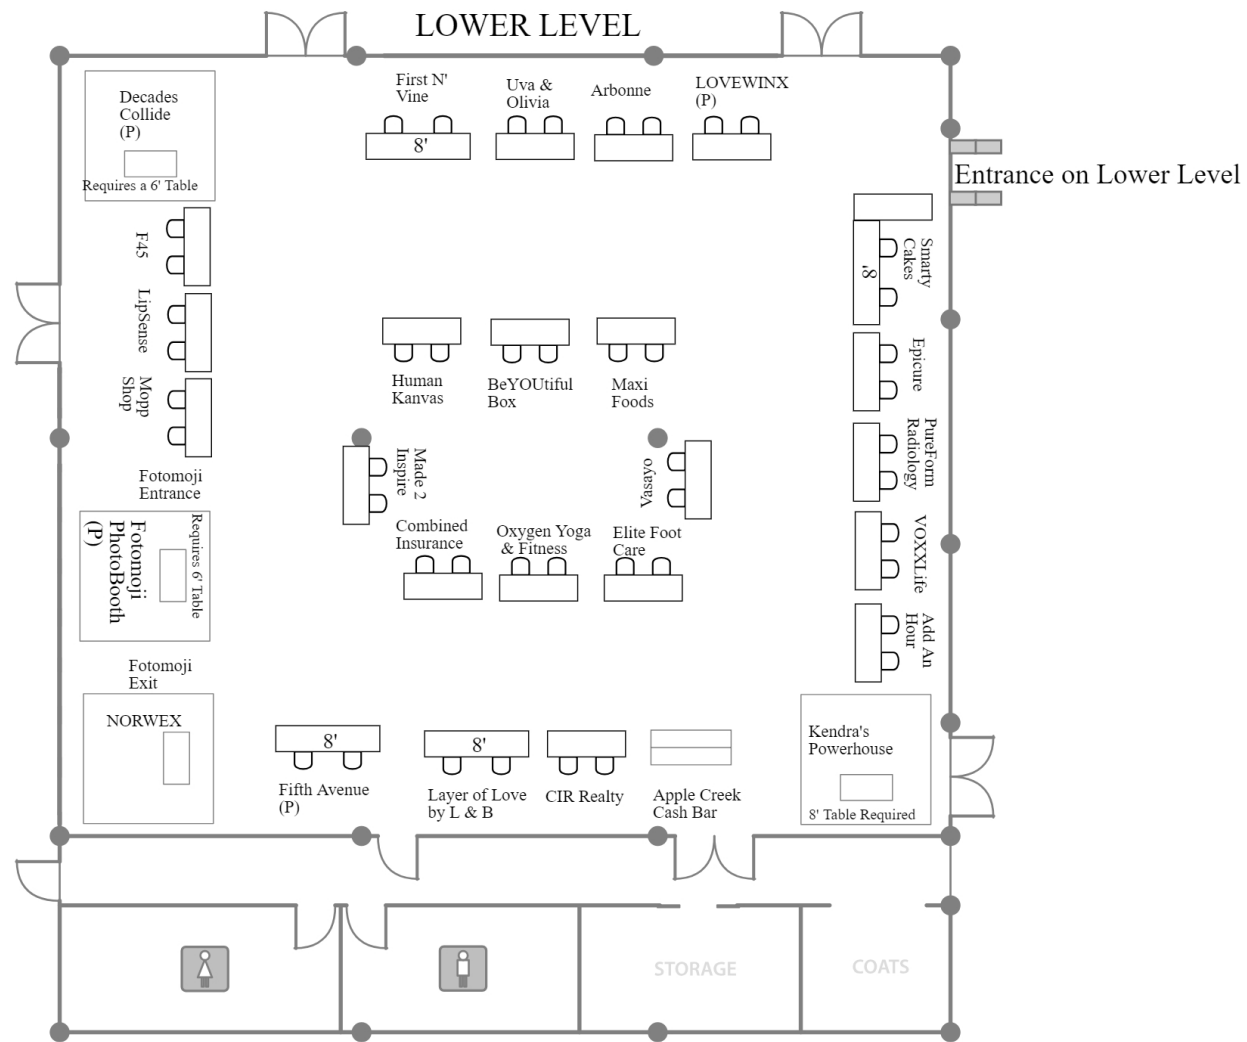 LOWER LEVEL
First N'
Vine
8'
Uva &
Olivia
Arbonne
LOVEWINX
(P)
Decades
Collide
(P)
Requires a 6' Table
Entrance on Lower Level
F45
LipSense
Mopp
Shop
Smarty
Cakes
8'
Epicure
PureForm
Radiology
VOXXLife
Add An
Hour
Human
Kanvas
BeYOUtiful
Box
Maxi
Foods
Made 2
Inspire
Vasayo
Combined
Insurance
Oxygen Yoga
& Fitness
Elite Foot
Care
Fotomoji
Entrance
Fotomoji
PhotoBooth
(P)
Requires 6' Table
Fotomoji
Exit
NORWEX
8'
Fifth Avenue
(P)
8'
Layer of Love
by L & B
CIR Realty
Apple Creek
Cash Bar
Kendra's
Powerhouse
8' Table Required
STORAGE
COATS